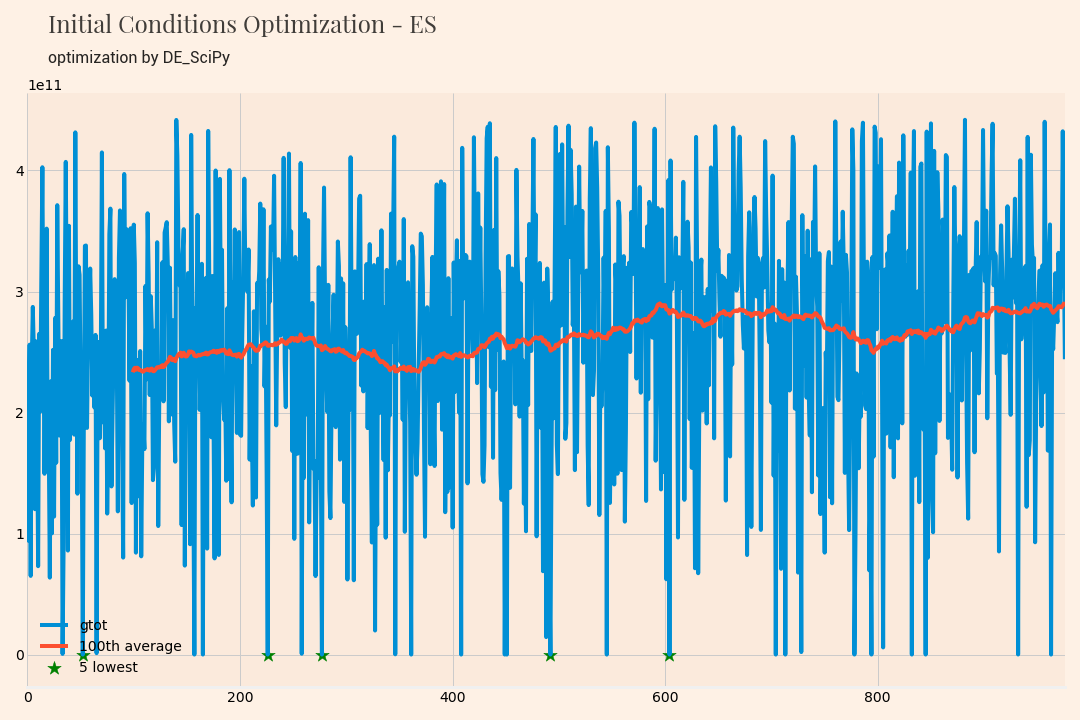 Initial Conditions Optimization - ES
optimization by DE_SciPy
1e11
4
3
2
1
0
gtot
100th average
5 lowest
0 200 400 600 800